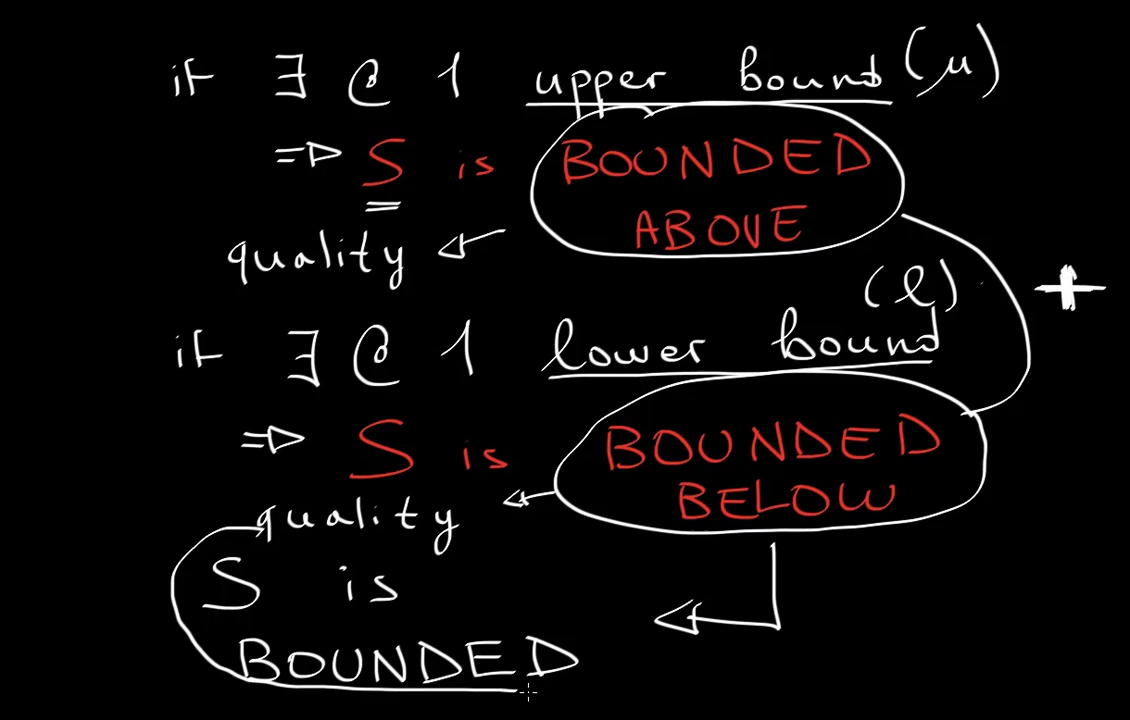 if ∃ @ 1 upper bound (u)
⇒ S is BOUNDED
ABOVE
quality ←
(l)
+
if ∃ @ 1 lower bound
⇒ S is BOUNDED
BELOW
quality ←
S is
BOUNDED